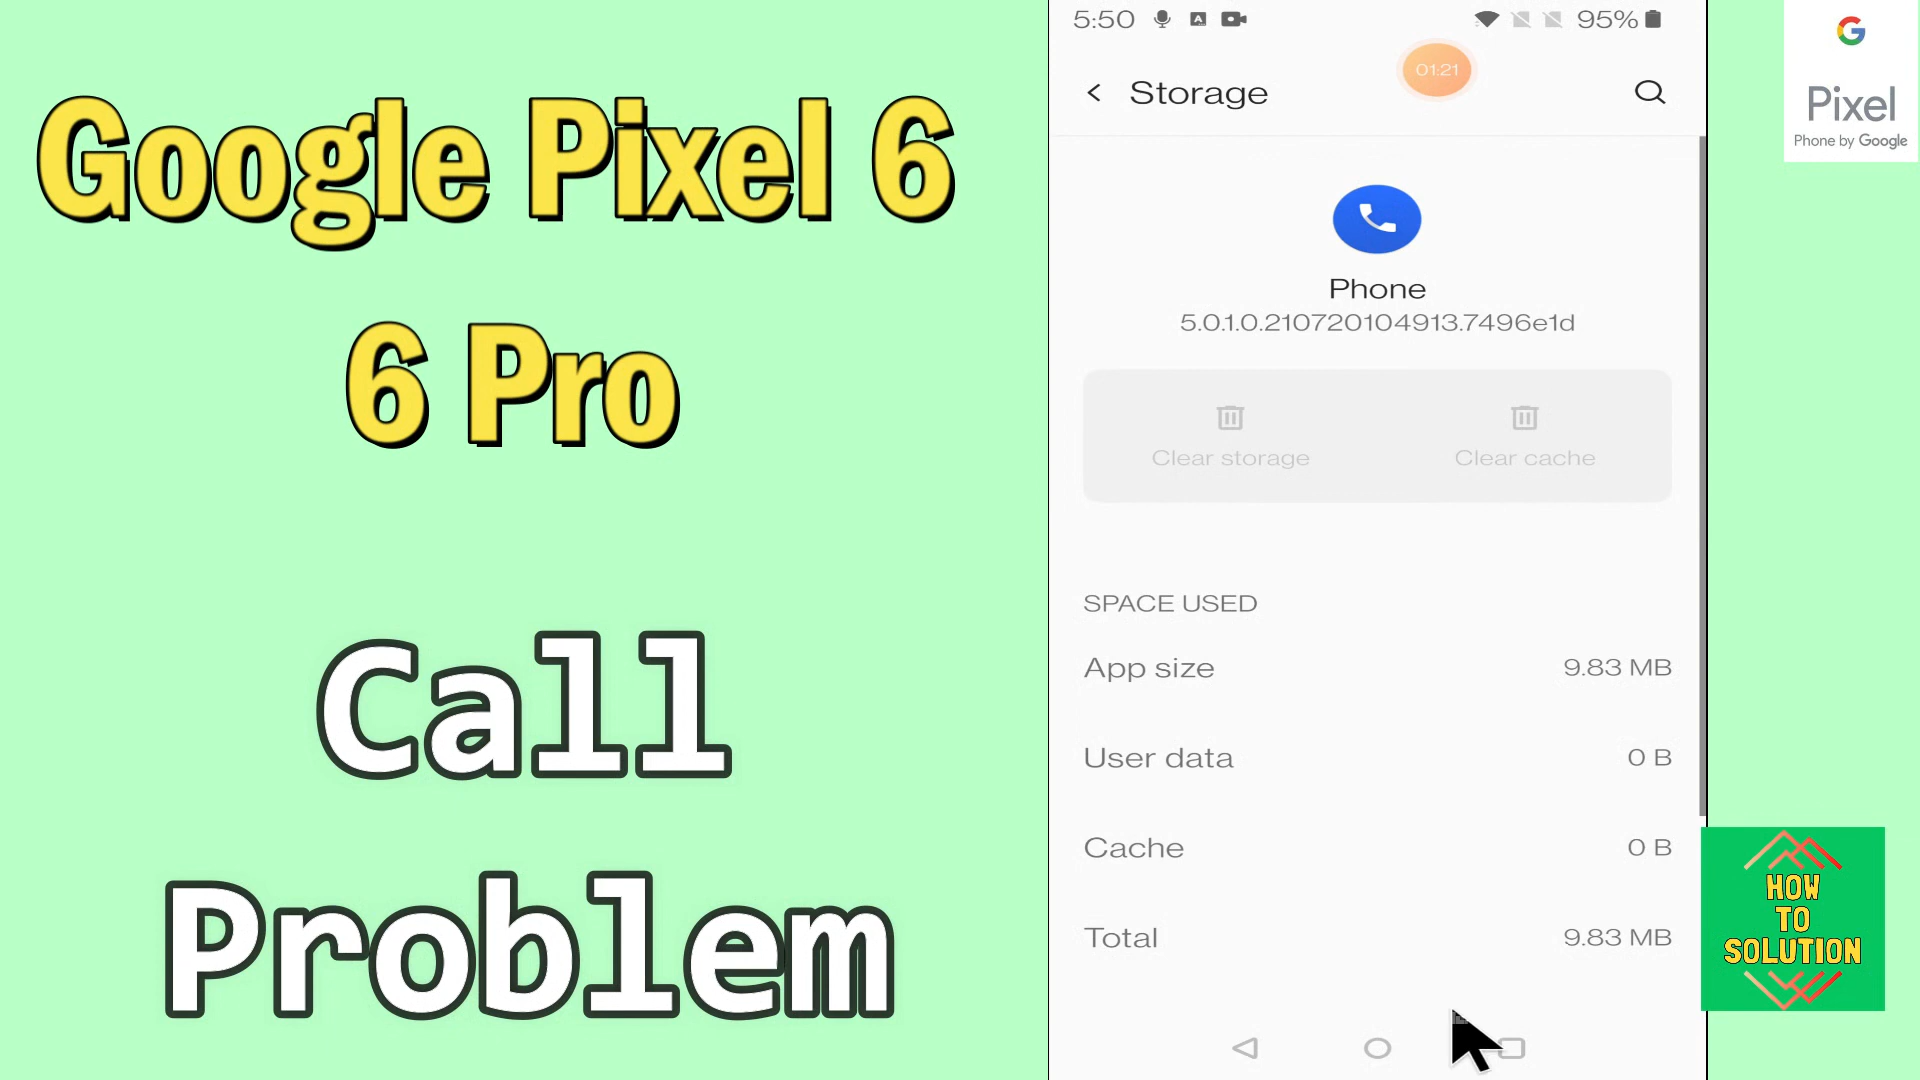 Google Pixel 6
6 Pro
Call
Problem
5:50
95%
01:21
Storage
Phone
5.0.1.0.210720104913.7496e1d
Clear storage
Clear cache
SPACE USED
App size
9.83 MB
User data
0 B
Cache
0 B
Total
9.83 MB
G
Pixel
Phone by Google
HOW
TO
SOLUTION